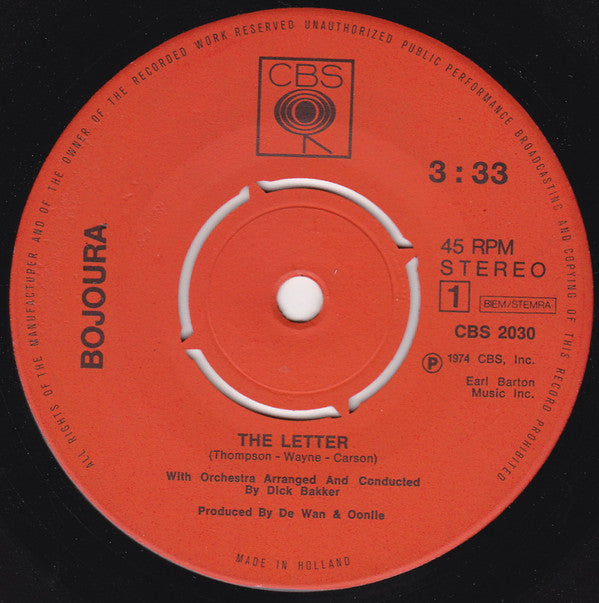 ALL RIGHTS OF THE MANUFACTURER AND OF THE OWNER OF THE RECORDED WORK RESERVED UNAUTHORIZED PUBLIC PERFORMANCE BROADCASTING AND COPYING OF THIS RECORD PROHIBITED
CBS
3:33
BOJOURA
45 RPM
STEREO
1 BIEM/STEMRA
CBS 2030
Ⓟ 1974 CBS, Inc.
Earl Barton
Music Inc.
THE LETTER
(Thompson - Wayne - Carson)
With Orchestra Arranged And Conducted
By Dick Bakker
Produced By De Wan & Oonlie
MADE IN HOLLAND